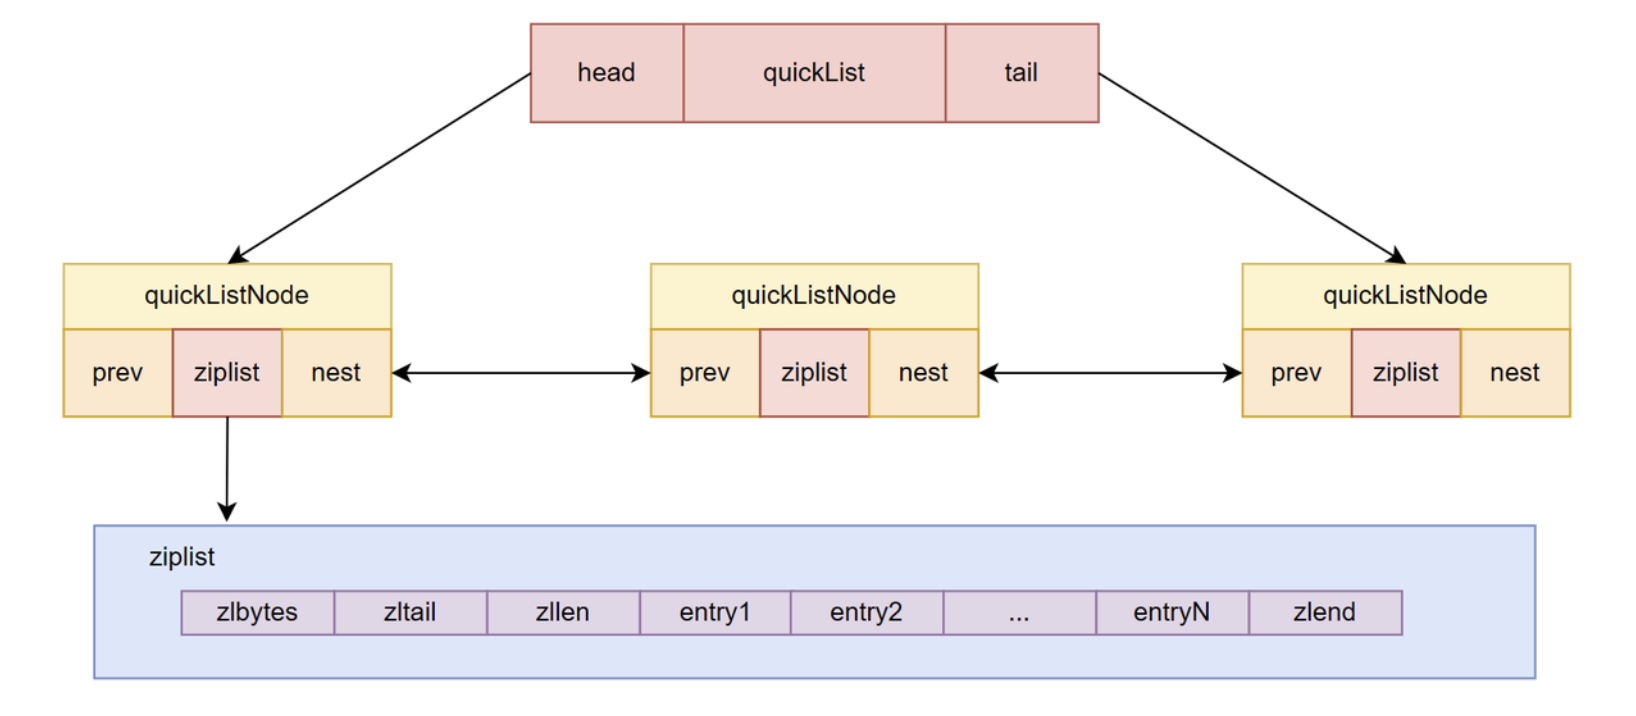 head quickList tail
quickListNode quickListNode quickListNode
prev ziplist nest prev ziplist nest prev ziplist nest
ziplist
zlbytes zltail zllen entry1 entry2 ... entryN zlend